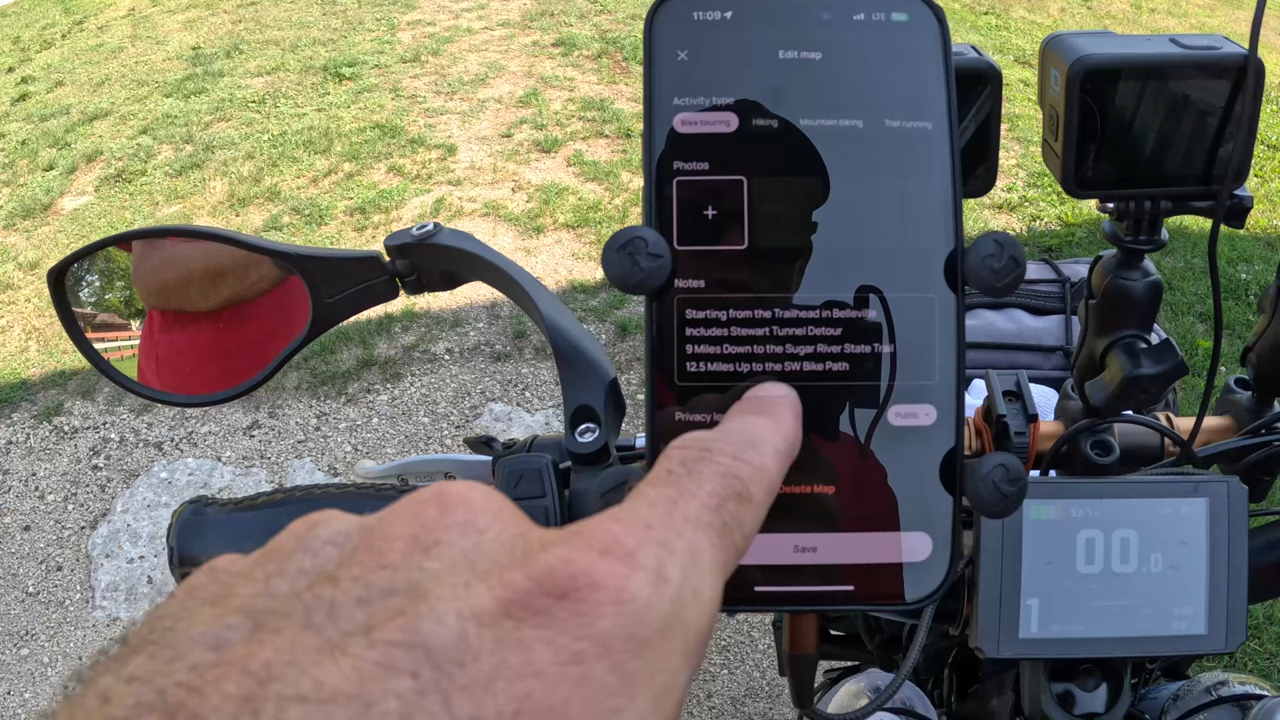 11:09
LTE
Edit map
Activity type
Bike touring Hiking Mountain biking Trail running
Photos
+
Notes
Starting from the Trailhead in Belleville
Includes Stewart Tunnel Detour
9 Miles Down to the Sugar River State Trail
12.5 Miles Up to the SW Bike Path
Privacy
Public
Delete Map
Save
00.0
1